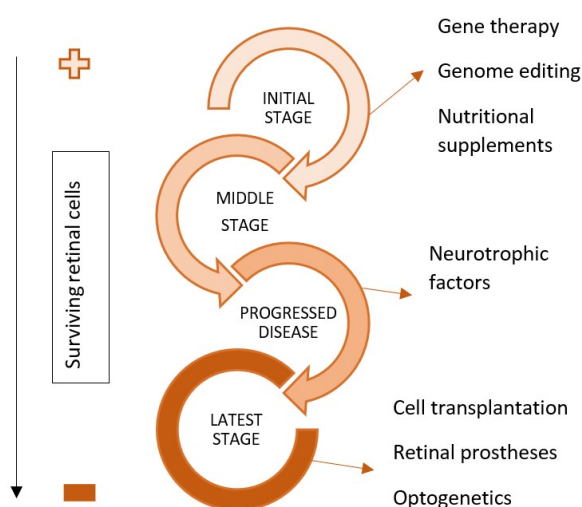 Gene therapy
Genome editing
Nutritional
supplements
INITIAL
STAGE
Surviving retinal cells
MIDDLE
STAGE
Neurotrophic
factors
PROGRESSED
DISEASE
Cell transplantation
Retinal prostheses
Optogenetics
LATEST
STAGE